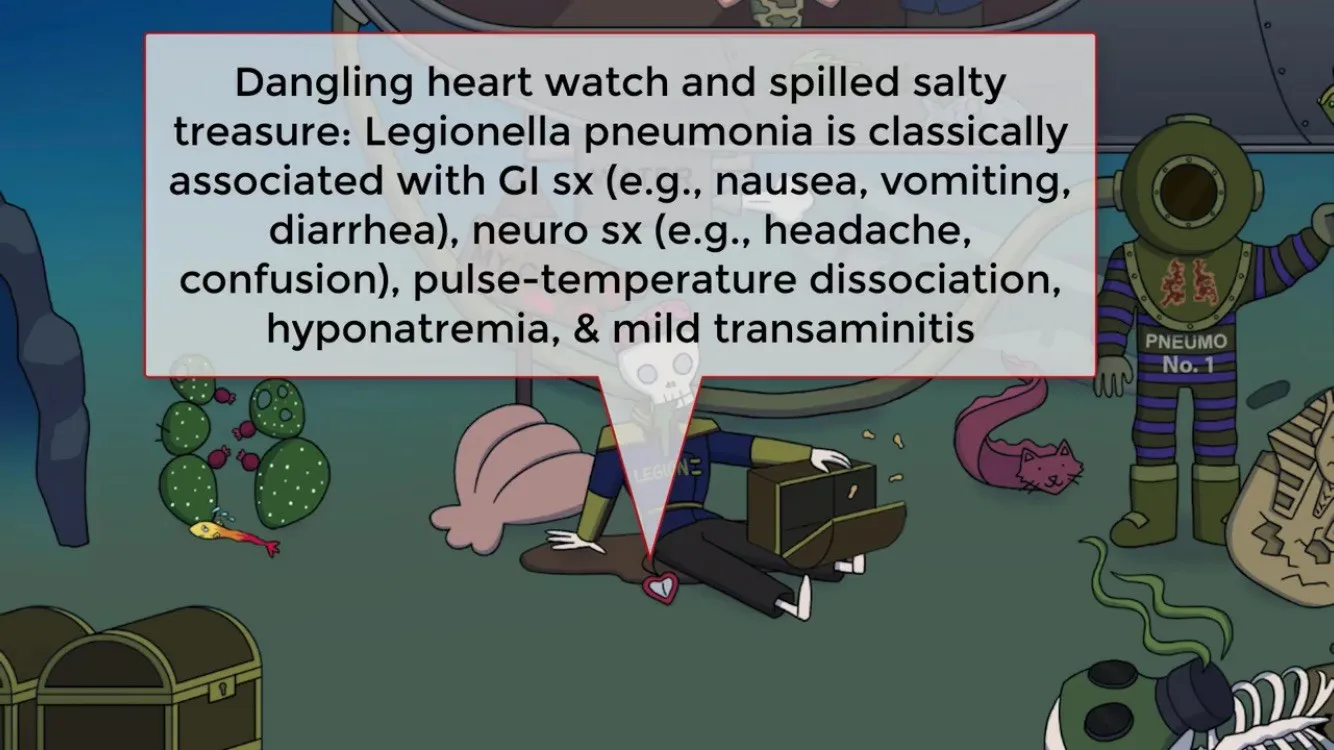 Dangling heart watch and spilled salty
treasure: Legionella pneumonia is classically
associated with GI sx (e.g., nausea, vomiting,
diarrhea), neuro sx (e.g., headache,
confusion), pulse-temperature dissociation,
hyponatremia, & mild transaminitis
PNEUMO
No. 1